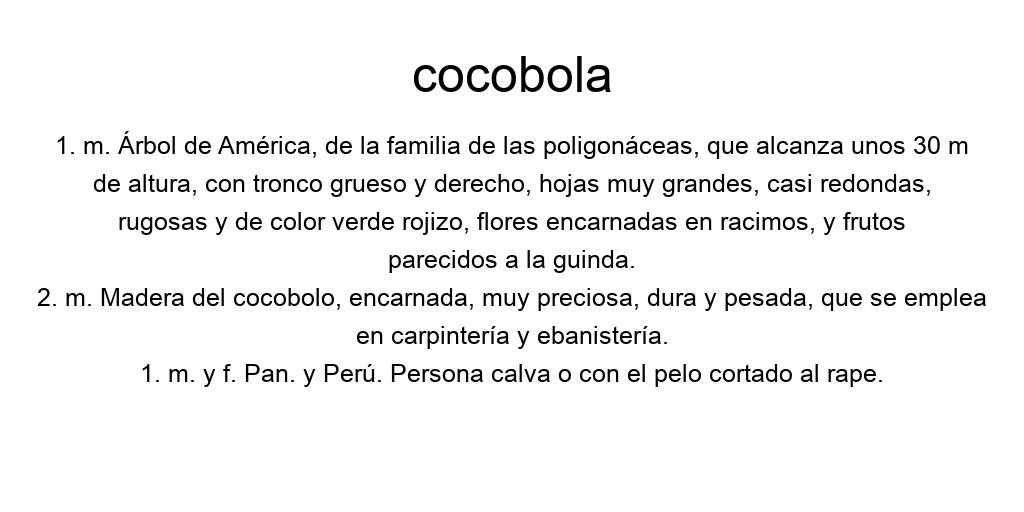 cocobola
1. m. Árbol de América, de la familia de las poligonáceas, que alcanza unos 30 m
de altura, con tronco grueso y derecho, hojas muy grandes, casi redondas,
rugosas y de color verde rojizo, flores encarnadas en racimos, y frutos
parecidos a la guinda.
2. m. Madera del cocobolo, encarnada, muy preciosa, dura y pesada, que se emplea
en carpintería y ebanistería.
1. m. y f. Pan. y Perú. Persona calva o con el pelo cortado al rape.